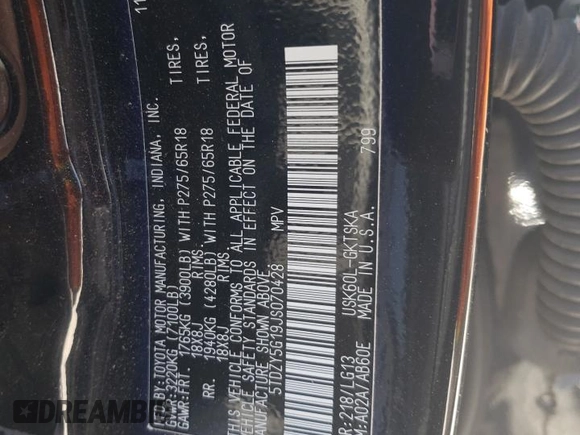 11
MFD BY: TOYOTA MOTOR MANUFACTURING, INDIANA, INC.
GVWR: 3220KG (7100LB)
GAWR: FRT. 1765KG (3900LB) WITH P275/65R18 TIRES,
18X8J RIMS,
RR. 1940KG (4280LB) WITH P275/65R18 TIRES,
18X8J RIMS
THIS VEHICLE CONFORMS TO ALL APPLICABLE FEDERAL MOTOR
VEHICLE SAFETY STANDARDS IN EFFECT ON THE DATE OF
MANUFACTURE SHOWN ABOVE.
5TDZY5G19JS070428 MPV
R:218/LG13 USK60L-GKTSKA 799
M:A02A/AB60E MADE IN U.S.A.
AUTOHELPERBOT.COM